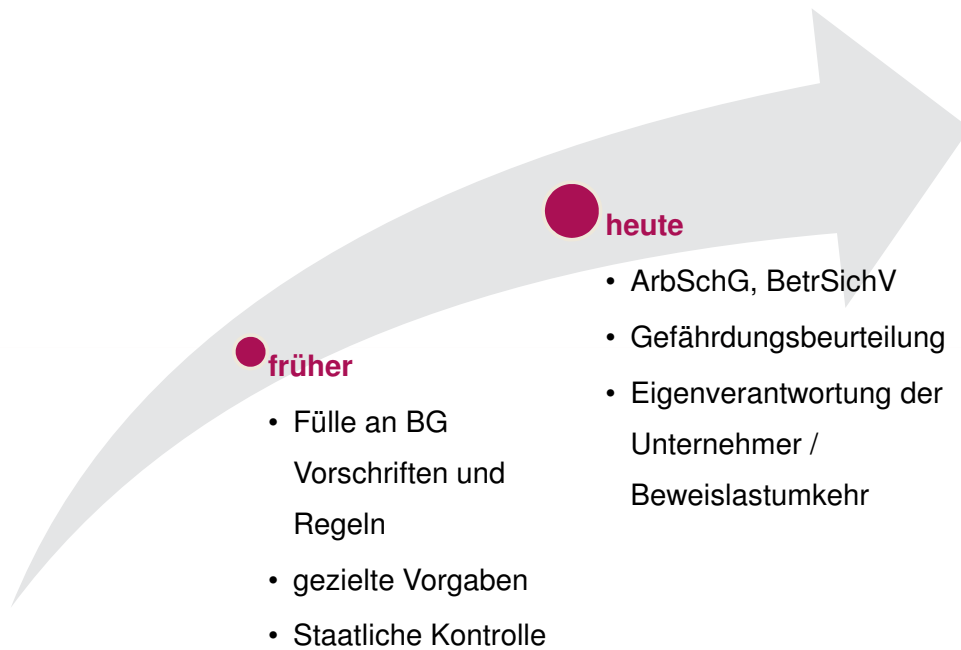 früher
• Fülle an BG
Vorschriften und
Regeln
• gezielte Vorgaben
• Staatliche Kontrolle
heute
• ArbSchG, BetrSichV
• Gefährdungsbeurteilung
• Eigenverantwortung der
Unternehmer /
Beweislastumkehr